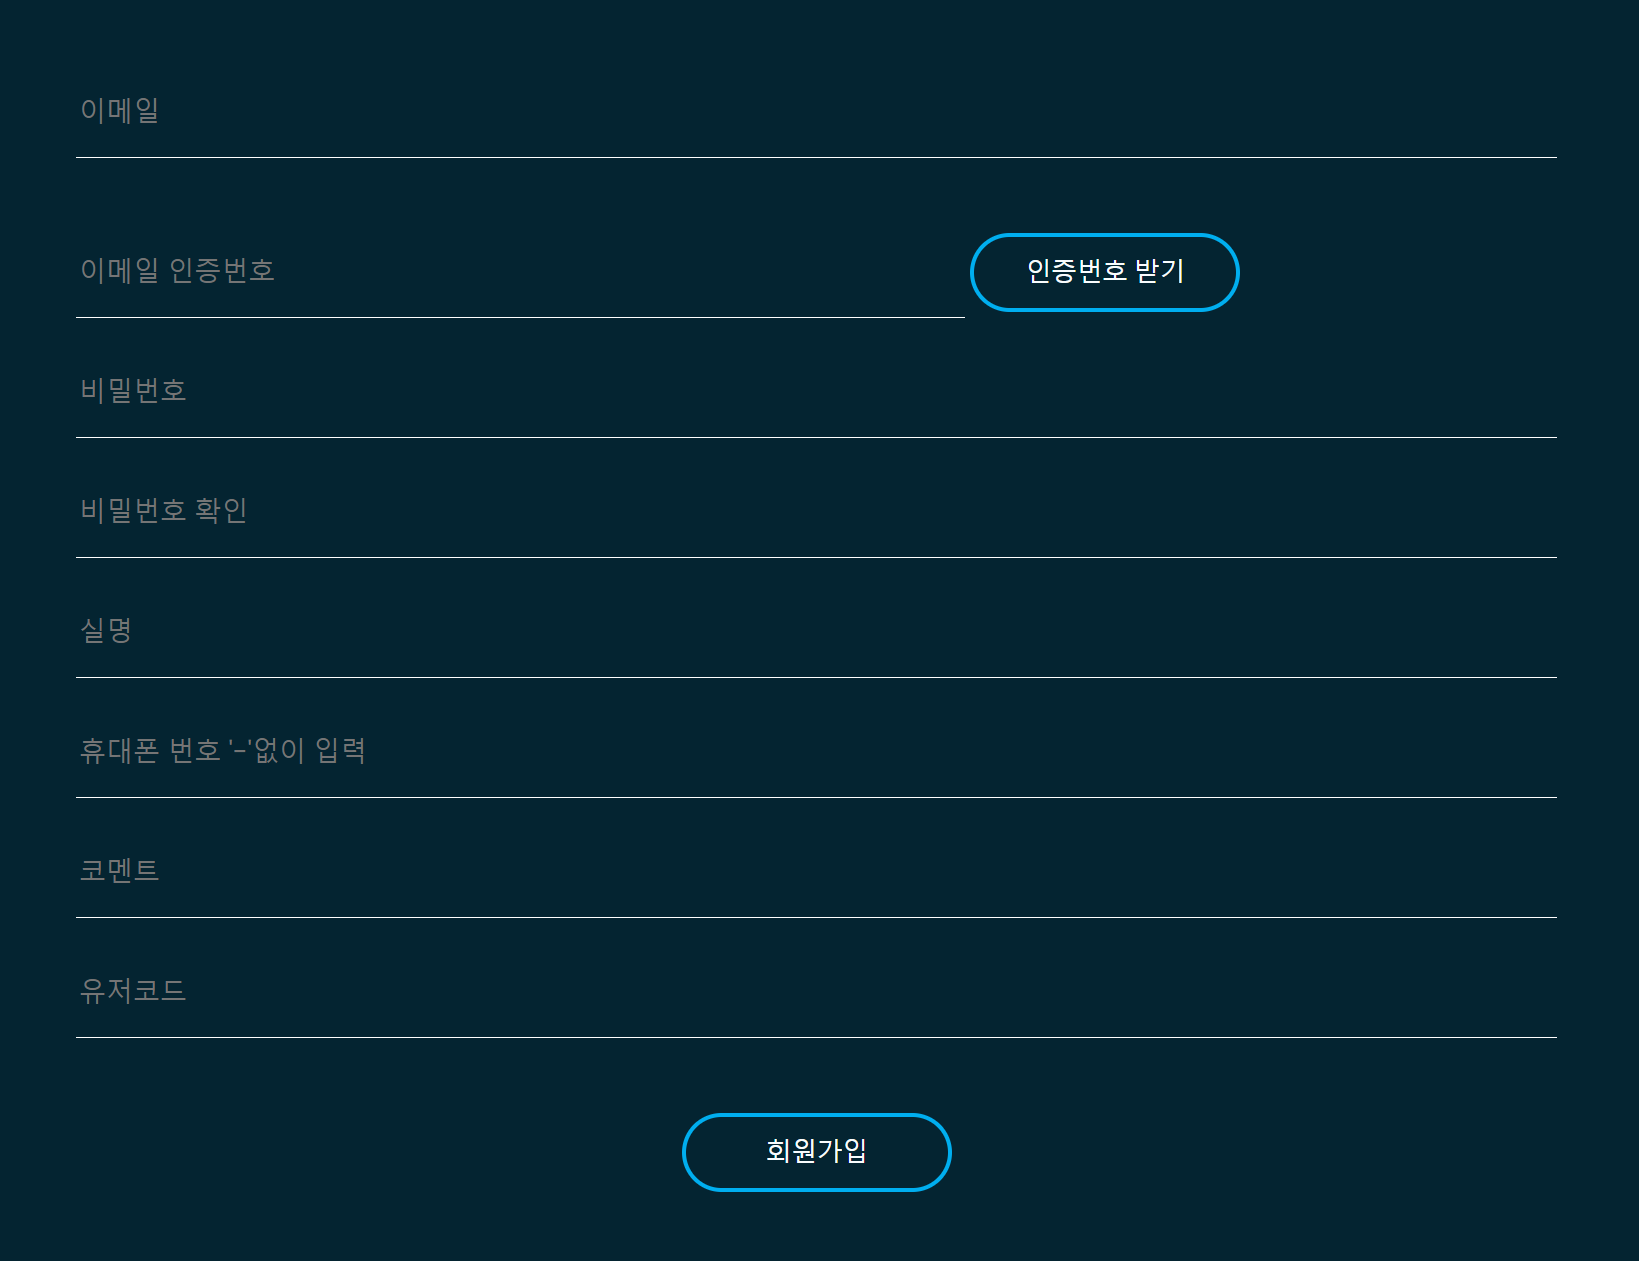 이메일
이메일 인증번호 인증번호 받기
비밀번호
비밀번호 확인
실명
휴대폰 번호 '-'없이 입력
코멘트
유저코드
회원가입